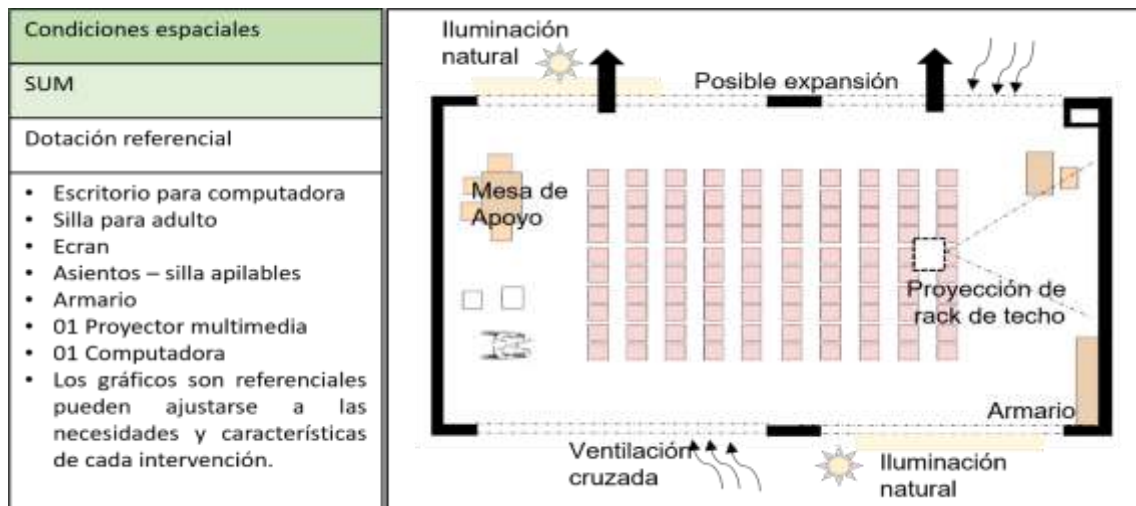 Condiciones espaciales
SUM
Dotación referencial
• Escritorio para computadora
• Silla para adulto
• Ecran
• Asientos – silla apilables
• Armario
• 01 Proyector multimedia
• 01 Computadora
• Los gráficos son referenciales
pueden ajustarse a las
necesidades y características
de cada intervención.
Iluminación
natural
Posible expansión
Mesa de
Apoyo
Proyección de
rack de techo
Armario
Ventilación
cruzada
Iluminación
natural